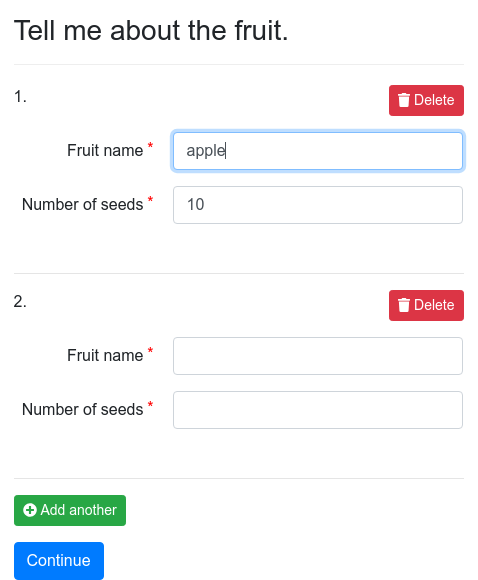 Tell me about the fruit.
1.
Delete
Fruit name *
apple
Number of seeds *
10
2.
Delete
Fruit name *
Number of seeds *
Add another
Continue